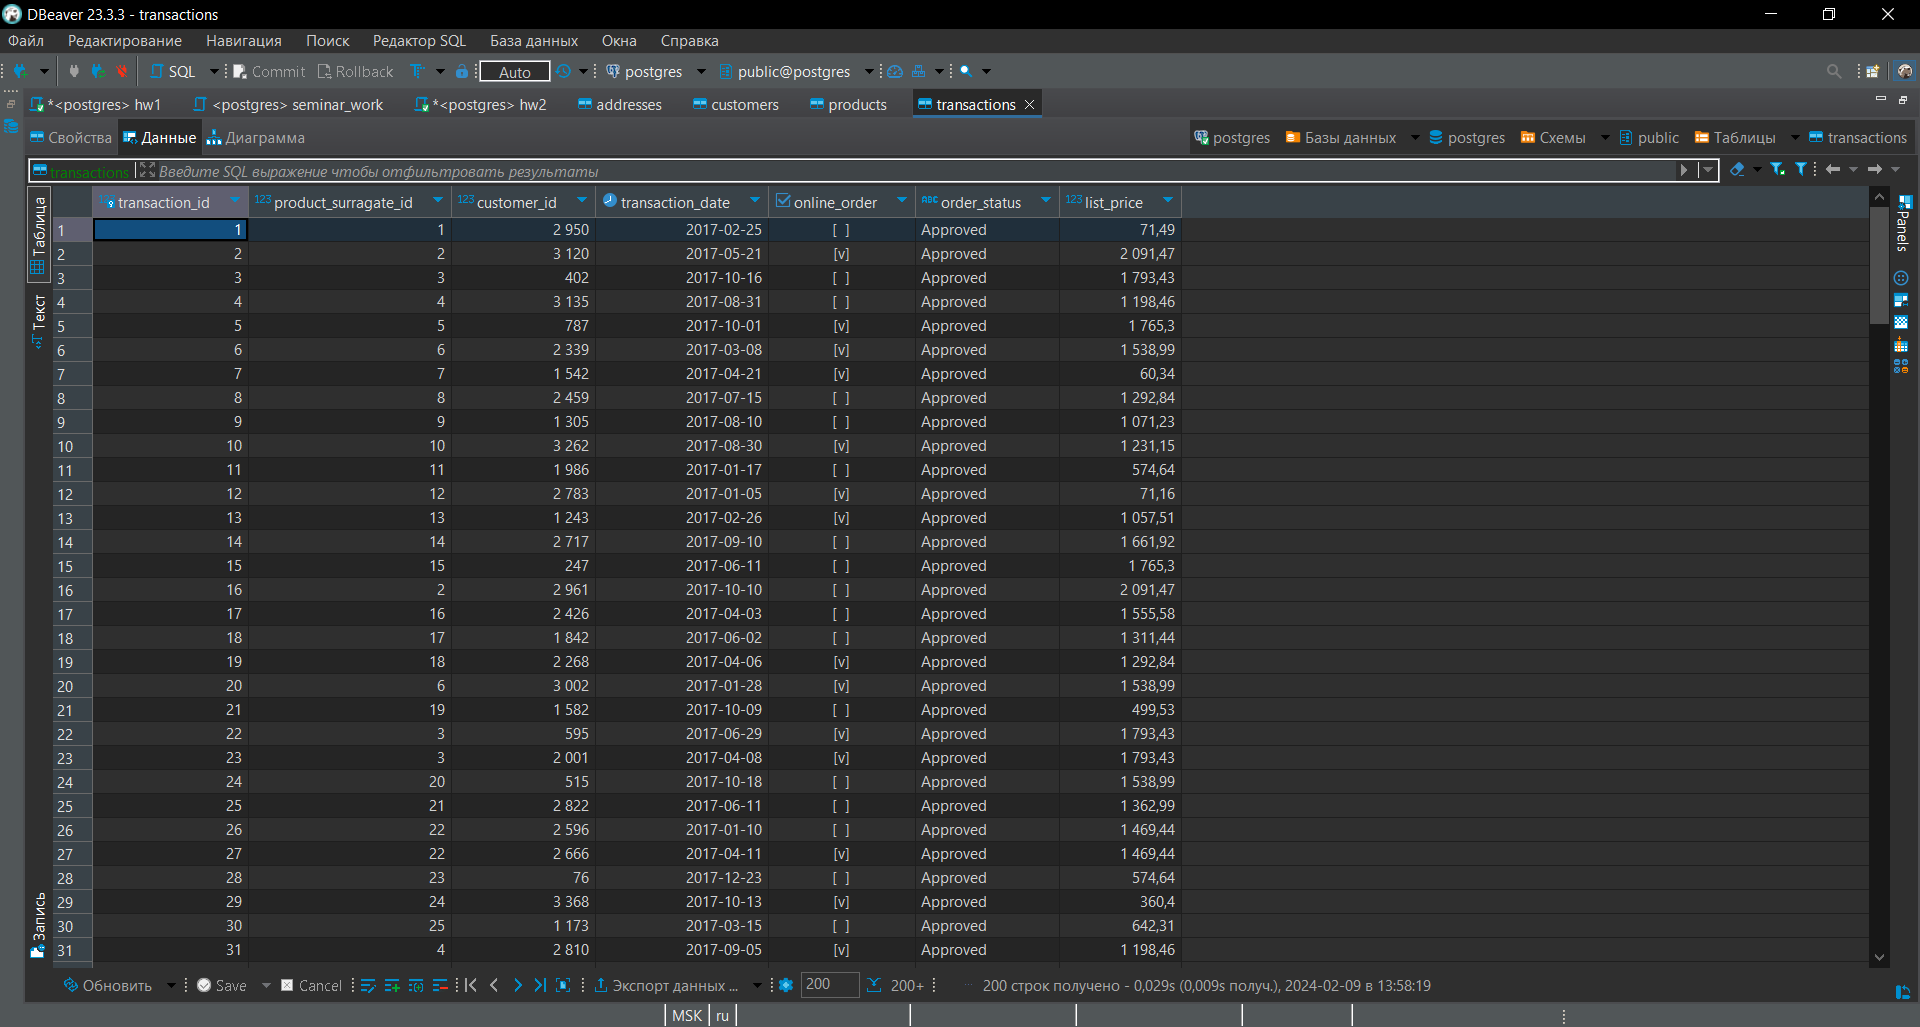 DBeaver 23.3.3 - transactions
Файл Редактирование Навигация Поиск Редактор SQL База данных Окна Справка
SQL Commit Rollback Auto postgres public@postgres
*<postgres> hw1 <postgres> seminar_work *<postgres> hw2 addresses customers products transactions
Свойства Данные Диаграмма postgres Базы данных postgres Схемы public Таблицы transactions
transactions Введите SQL выражение чтобы отфильтровать результаты
Таблица
Текст
Запись
Panels
transaction_id 123 product_surragate_id 123 customer_id transaction_date online_order ABC order_status 123 list_price
1 1 1 2 950 2017-02-25 [ ] Approved 71,49
2 2 2 3 120 2017-05-21 [v] Approved 2 091,47
3 3 3 402 2017-10-16 [ ] Approved 1 793,43
4 4 4 3 135 2017-08-31 [ ] Approved 1 198,46
5 5 5 787 2017-10-01 [v] Approved 1 765,3
6 6 6 2 339 2017-03-08 [v] Approved 1 538,99
7 7 7 1 542 2017-04-21 [v] Approved 60,34
8 8 8 2 459 2017-07-15 [ ] Approved 1 292,84
9 9 9 1 305 2017-08-10 [ ] Approved 1 071,23
10 10 10 3 262 2017-08-30 [v] Approved 1 231,15
11 11 11 1 986 2017-01-17 [ ] Approved 574,64
12 12 12 2 783 2017-01-05 [v] Approved 71,16
13 13 13 1 243 2017-02-26 [v] Approved 1 057,51
14 14 14 2 717 2017-09-10 [ ] Approved 1 661,92
15 15 15 247 2017-06-11 [ ] Approved 1 765,3
16 16 2 2 961 2017-10-10 [ ] Approved 2 091,47
17 17 16 2 426 2017-04-03 [ ] Approved 1 555,58
18 18 17 1 842 2017-06-02 [ ] Approved 1 311,44
19 19 18 2 268 2017-04-06 [v] Approved 1 292,84
20 20 6 3 002 2017-01-28 [v] Approved 1 538,99
21 21 19 1 582 2017-10-09 [ ] Approved 499,53
22 22 3 595 2017-06-29 [v] Approved 1 793,43
23 23 3 2 001 2017-04-08 [v] Approved 1 793,43
24 24 20 515 2017-10-18 [ ] Approved 1 538,99
25 25 21 2 822 2017-06-11 [ ] Approved 1 362,99
26 26 22 2 596 2017-01-10 [ ] Approved 1 469,44
27 27 22 2 666 2017-04-11 [v] Approved 1 469,44
28 28 23 76 2017-12-23 [ ] Approved 574,64
29 29 24 3 368 2017-10-13 [v] Approved 360,4
30 30 25 1 173 2017-03-15 [ ] Approved 642,31
31 31 4 2 810 2017-09-05 [v] Approved 1 198,46
Обновить Save Cancel Экспорт данных ... 200 200+ 200 строк получено - 0,029s (0,009s получ.), 2024-02-09 в 13:58:19
MSK ru